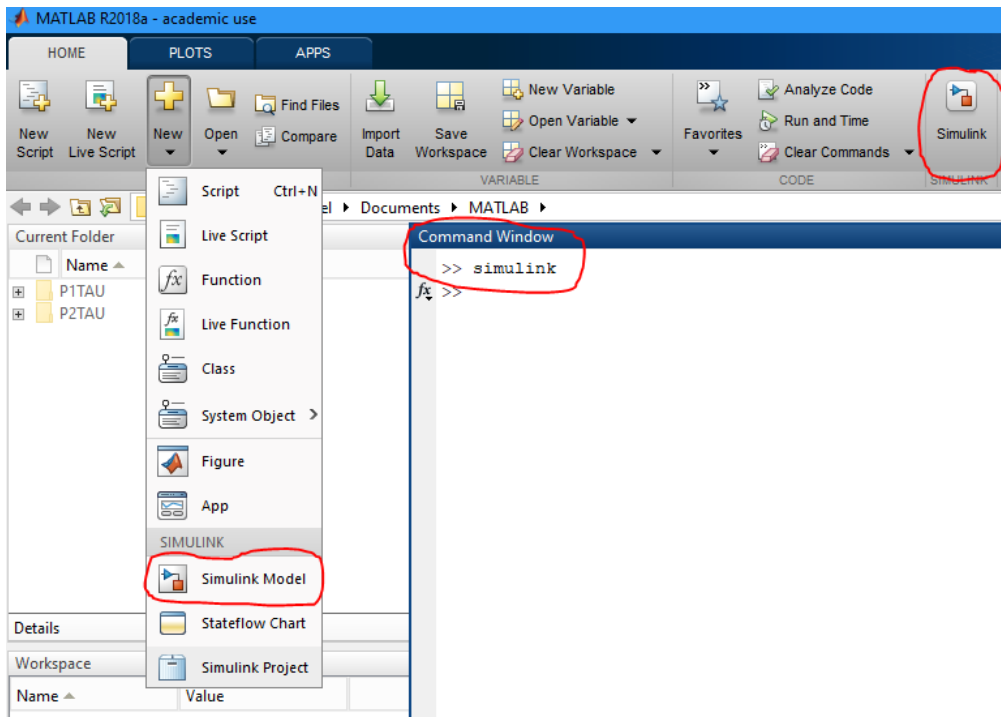 MATLAB R2018a - academic use
HOME PLOTS APPS
New Script
New Live Script
New
Open
Find Files
Compare
Import Data
Save Workspace
New Variable
Open Variable
Clear Workspace
VARIABLE
Favorites
Analyze Code
Run and Time
Clear Commands
CODE
Simulink
SIMULINK
Script Ctrl+N
Live Script
fx Function
fx Live Function
Class
System Object
Figure
App
SIMULINK
Simulink Model
Stateflow Chart
Simulink Project
el Documents MATLAB
Current Folder
Name
P1TAU
P2TAU
Details
Workspace
Name Value
Command Window
>> simulink
fx >>